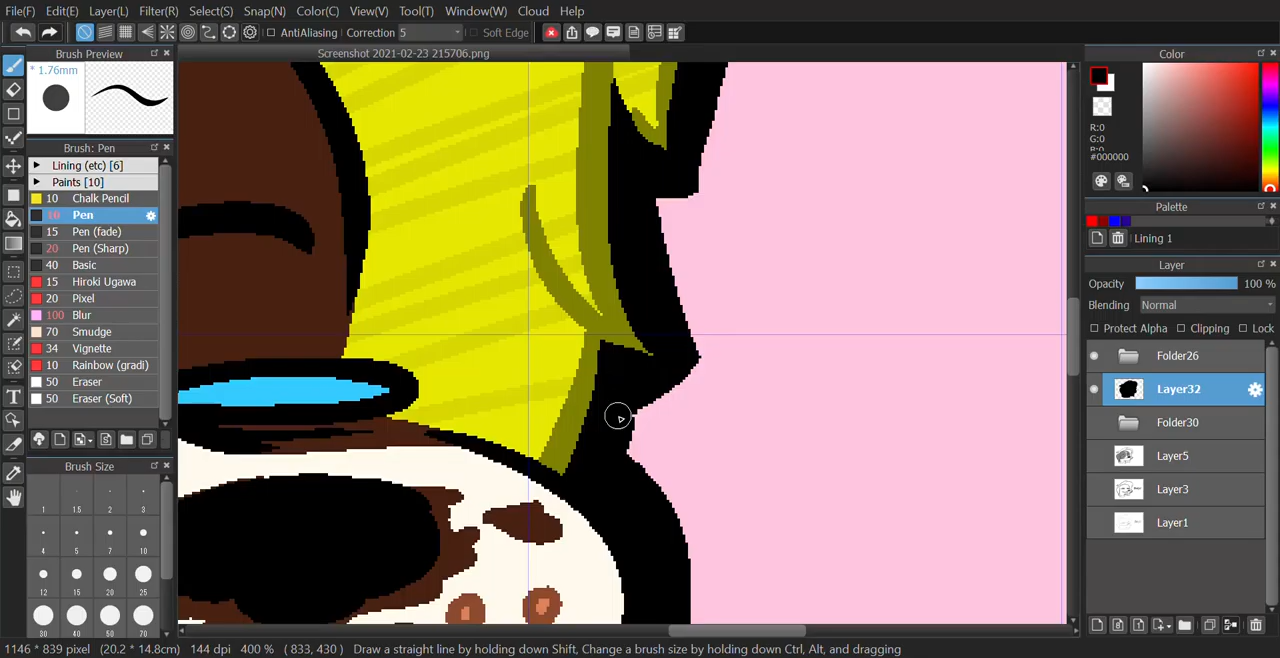 File(F) Edit(E) Layer(L) Filter(R) Select(S) Snap(N) Color(C) View(V) Tool(T) Window(W) Cloud Help
AntiAliasing Correction 5 Soft Edge
Brush Preview
Screenshot 2021-02-23 215706.png
Color
* 1.76mm
R:0
G:0
B:0
#000000
Brush: Pen
Lining (etc) [6]
Paints [10]
10 Chalk Pencil
10 Pen
15 Pen (fade)
20 Pen (Sharp)
40 Basic
15 Hiroki Ugawa
20 Pixel
100 Blur
70 Smudge
34 Vignette
10 Rainbow (gradi)
50 Eraser
50 Eraser (Soft)
Palette
Lining 1
Layer
Opacity 100 %
Blending Normal
Protect Alpha Clipping Lock
Folder26
Layer32
Folder30
Layer5
Layer3
Layer1
Brush Size
1 1.5 2 3
4 5 7 10
12 15 20 25
30 40 50 70
1146 * 839 pixel (20.2 * 14.8cm) 144 dpi 400 % ( 833, 430 ) Draw a straight line by holding down Shift, Change a brush size by holding down Ctrl, Alt, and dragging